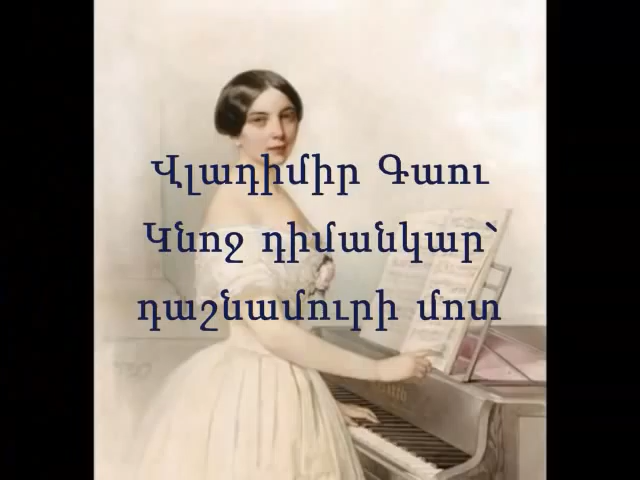 Վլադիմիր Գաու
Կնոջ դիմանկար՝
դաշնամուրի մոտ